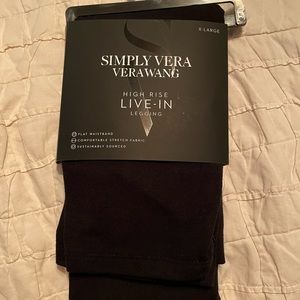 X-LARGE
SIMPLY VERA
VERAWANG
HIGH RISE
LIVE-IN
LEGGING
FLAT WAISTBAND
COMFORTABLE STRETCH FABRIC
SUSTAINABLY SOURCED